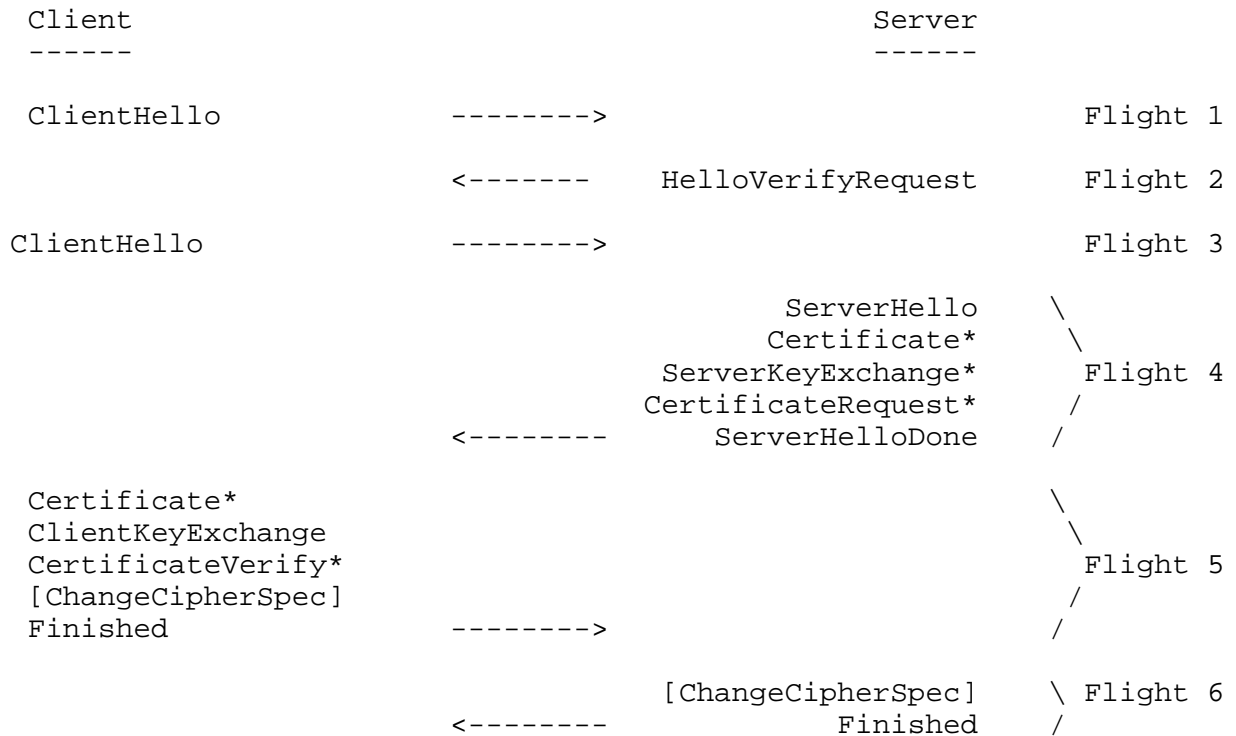 Client                                          Server
------                                          ------
ClientHello             -------->                           Flight 1
                        <-------   HelloVerifyRequest      Flight 2
ClientHello             -------->                           Flight 3
                                          ServerHello    \
                                         Certificate*     \
                                   ServerKeyExchange*      Flight 4
                                  CertificateRequest*     /
                        <--------     ServerHelloDone    /
Certificate*                                             \
ClientKeyExchange                                         \
CertificateVerify*                                         Flight 5
[ChangeCipherSpec]                                        /
Finished                -------->                        /
                                   [ChangeCipherSpec]    \ Flight 6
                        <--------            Finished    /